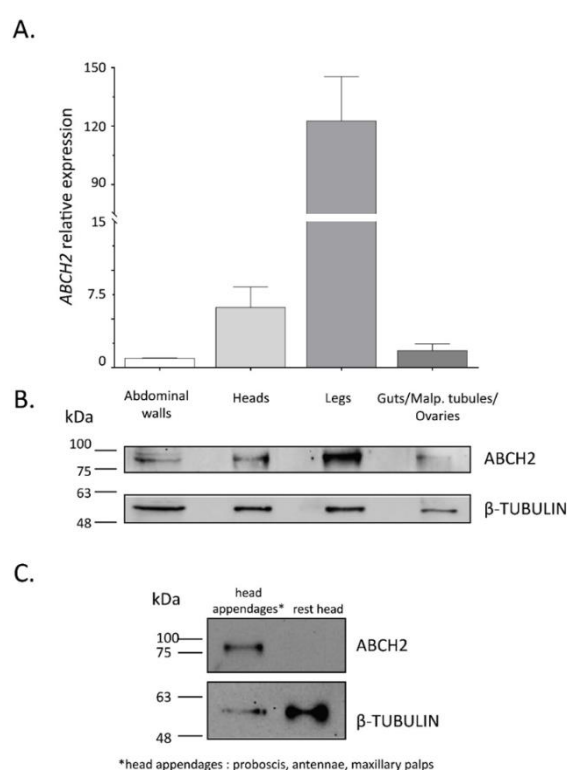 A.
150
120
90
15
7.5
0
ABCH2 relative expression
Abdominal walls
Heads
Legs
Guts/Malp. tubules/
Ovaries
B.
kDa
100
75
63
48
ABCH2
β-TUBULIN
C.
kDa
head
appendages*
rest head
100
75
63
48
ABCH2
β-TUBULIN
*head appendages : proboscis, antennae, maxillary palps